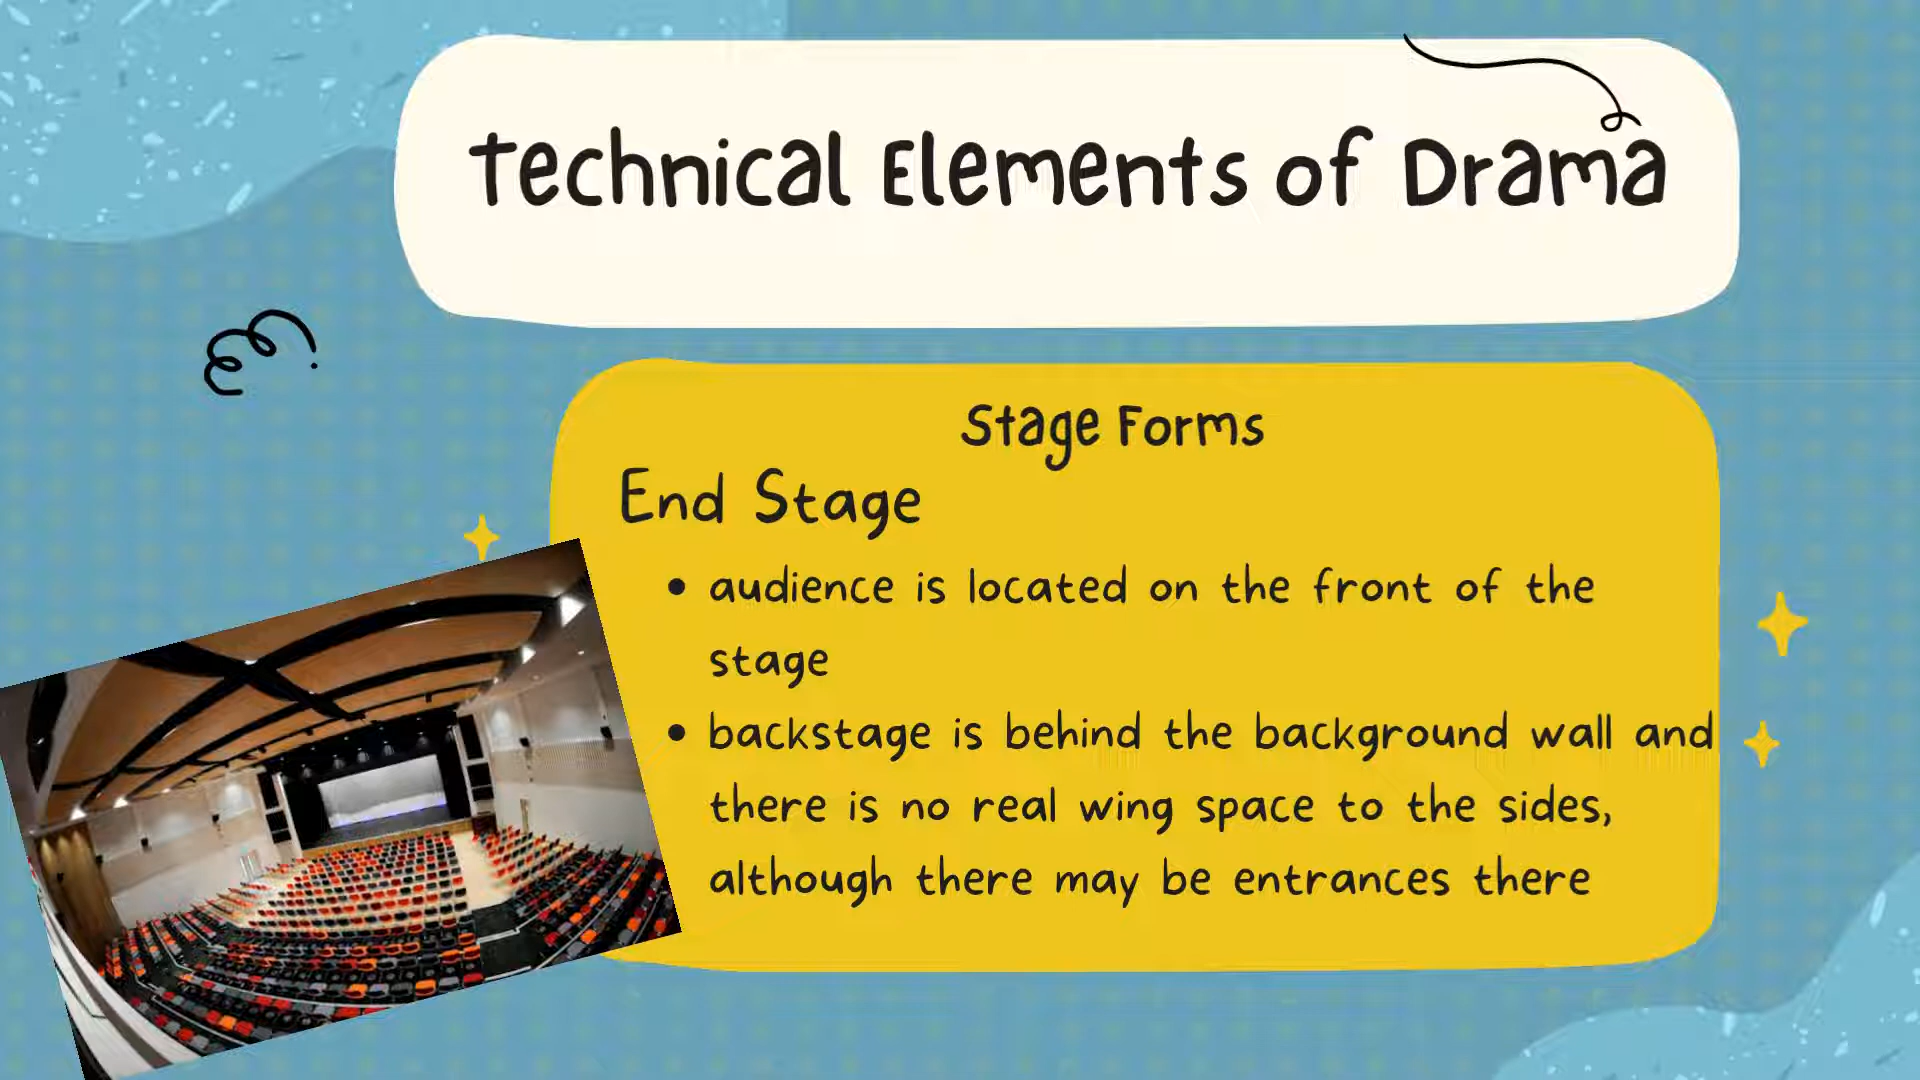 Technical Elements of Drama
Stage Forms
End Stage
• audience is located on the front of the
stage
• backstage is behind the background wall and
there is no real wing space to the sides,
although there may be entrances there